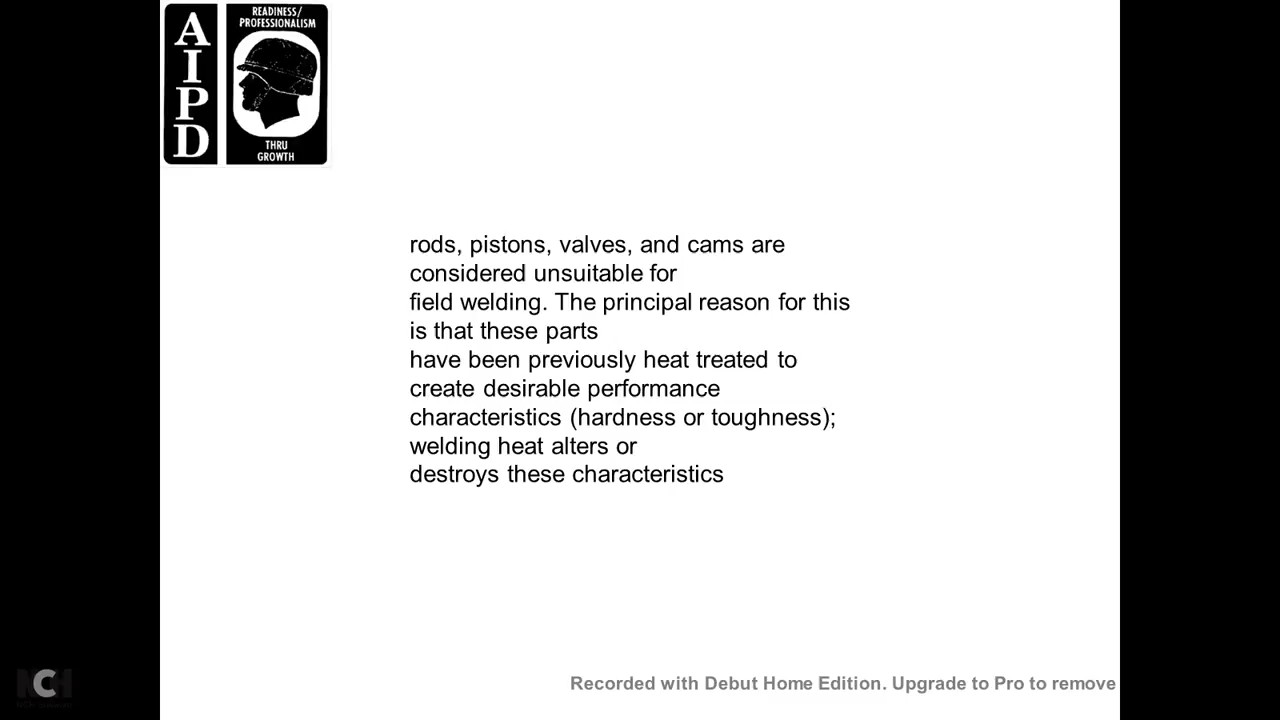 AIPD
READINESS/
PROFESSIONALISM
THRU
GROWTH
rods, pistons, valves, and cams are
considered unsuitable for
field welding. The principal reason for this
is that these parts
have been previously heat treated to
create desirable performance
characteristics (hardness or toughness);
welding heat alters or
destroys these characteristics
NCH
Recorded with Debut Home Edition. Upgrade to Pro to remove